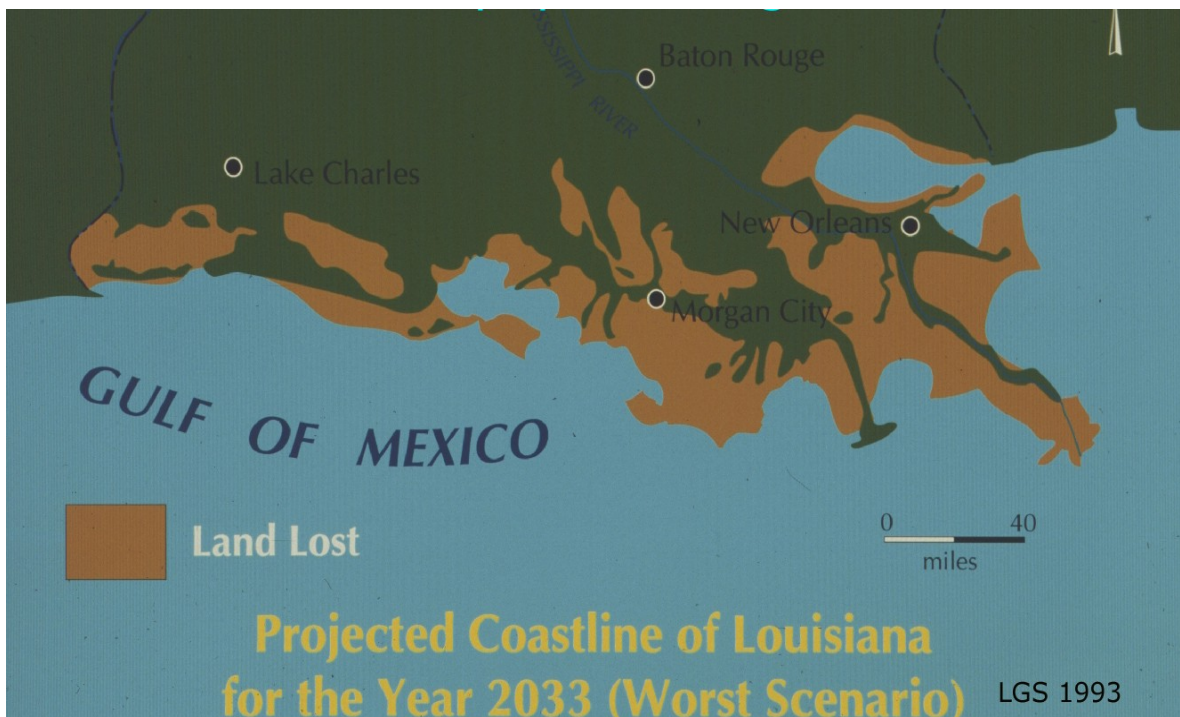 SSISSIPPI RIVER
Baton Rouge
Lake Charles
New Orleans
Morgan City
GULF OF MEXICO
0 40
miles
Land Lost
Projected Coastline of Louisiana
for the Year 2033 (Worst Scenario)
LGS 1993